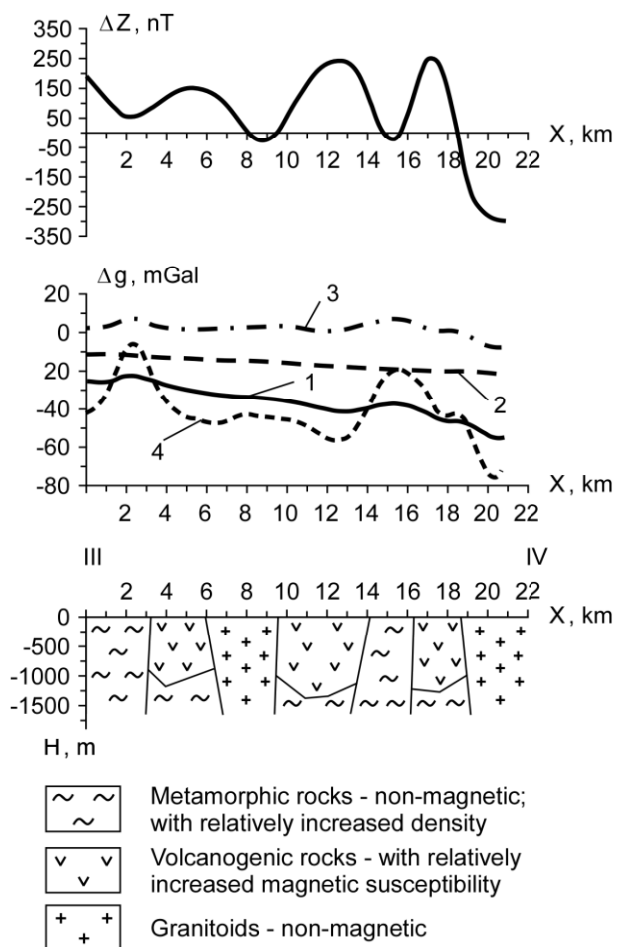 ΔZ, nT
350
250
150
50
-50
-150
-250
-350
2 4 6 8 10 12 14 16 18 20 22
X, km
Δg, mGal
20
0
20
-40
-60
-80
3
1
2
4
2 4 6 8 10 12 14 16 18 20 22
X, km
III
IV
2 4 6 8 10 12 14 16 18 20 22
X, km
0
-500
-1000
-1500
H, m
Metamorphic rocks - non-magnetic;
with relatively increased density
Volcanogenic rocks - with relatively
increased magnetic susceptibility
Granitoids - non-magnetic